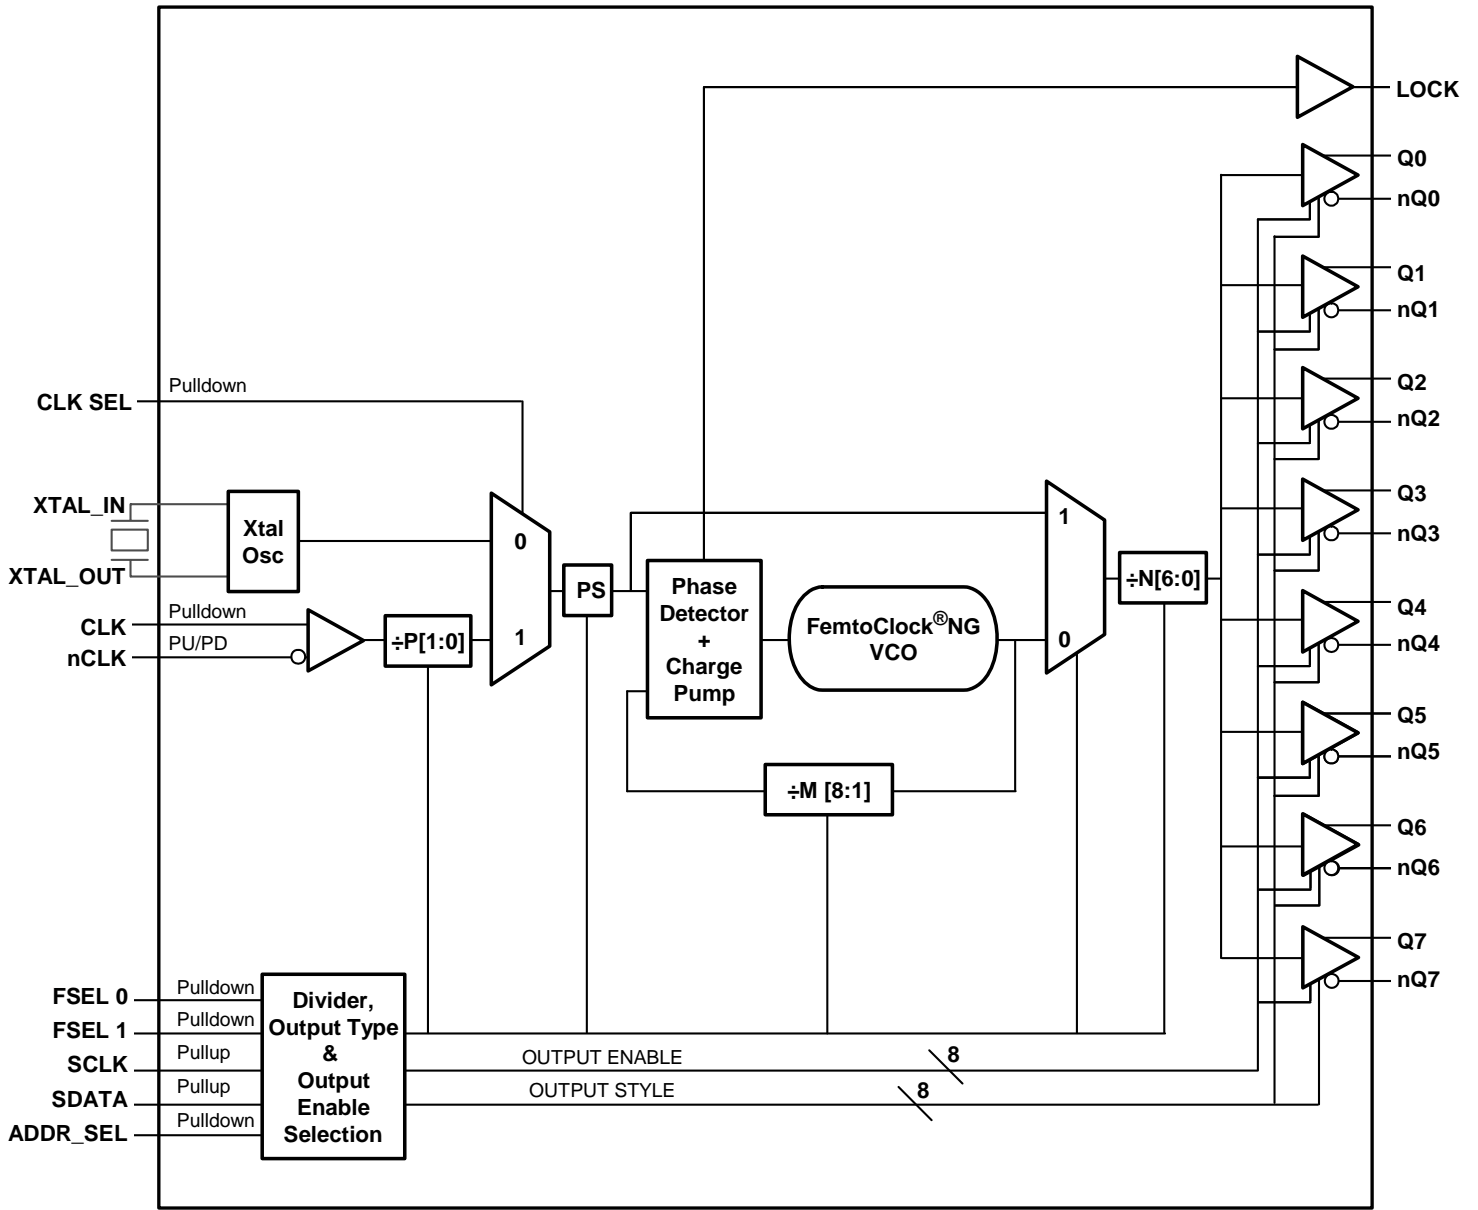 LOCK
Q0
nQ0
Q1
nQ1
Pulldown
CLK SEL
Q2
nQ2
XTAL_IN
Xtal
Osc
XTAL_OUT
0
1
PS
Phase
Detector
+
Charge
Pump
FemtoClock®NG
VCO
1
0
÷N[6:0]
Q3
nQ3
Pulldown
CLK
PU/PD
nCLK
÷P[1:0]
Q4
nQ4
Q5
nQ5
÷M [8:1]
Q6
nQ6
Q7
nQ7
FSEL 0
Pulldown
FSEL 1
Pulldown
SCLK
Pullup
SDATA
Pullup
ADDR_SEL
Pulldown
Divider,
Output Type
&
Output
Enable
Selection
OUTPUT ENABLE
8
OUTPUT STYLE
8